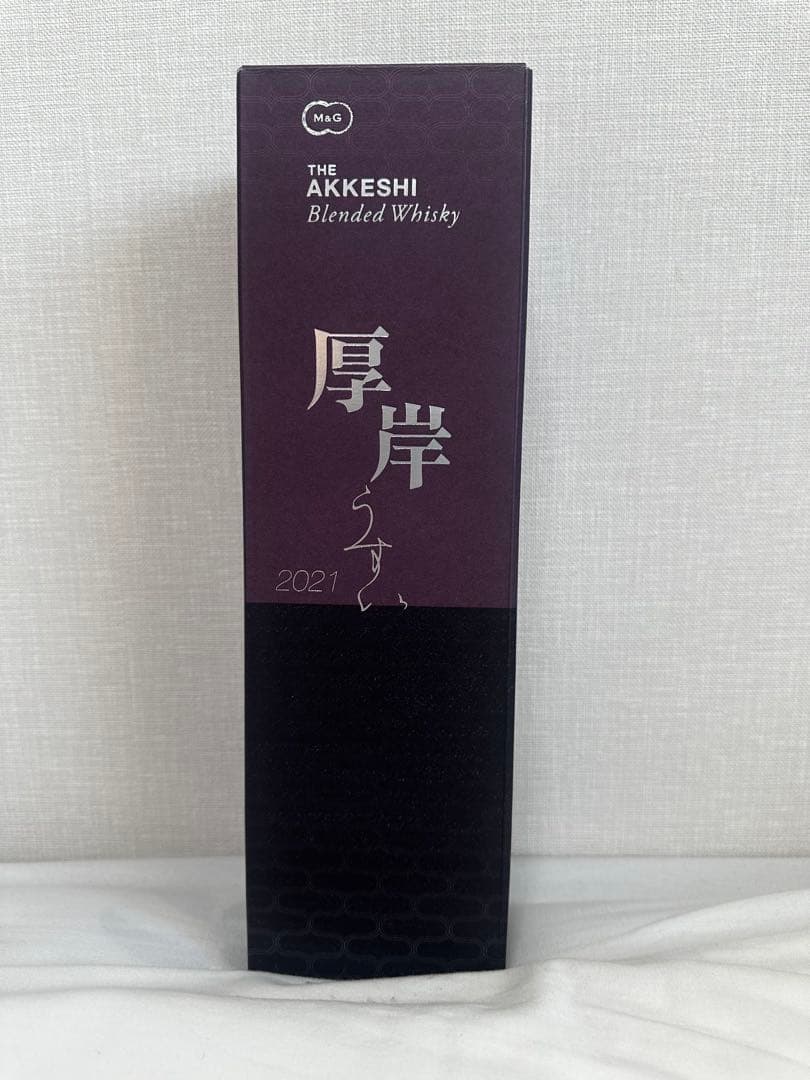 M&G
THE
AKKESHI
Blended Whisky
厚岸
うすい
2021